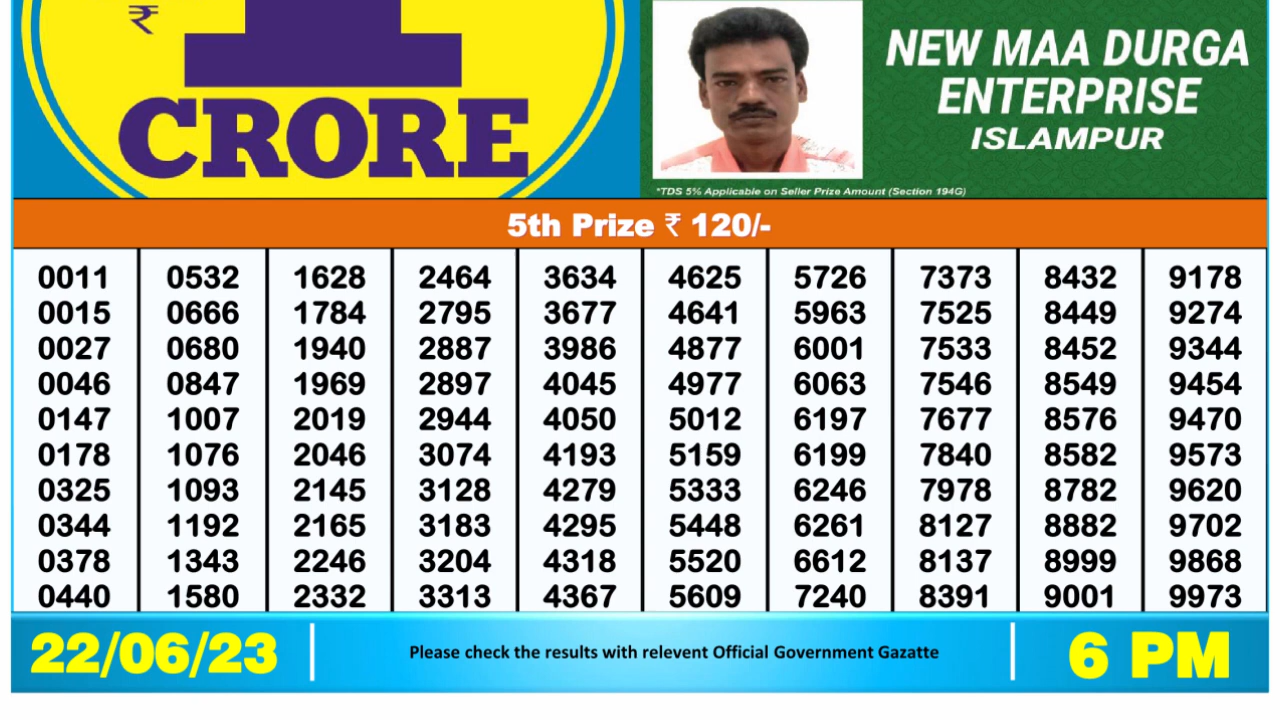 ₹
1
CRORE
NEW MAA DURGA
ENTERPRISE
ISLAMPUR
*TDS 5% Applicable on Seller Prize Amount (Section 194G)
5th Prize ₹ 120/-
0011 0532 1628 2464 3634 4625 5726 7373 8432 9178
0015 0666 1784 2795 3677 4641 5963 7525 8449 9274
0027 0680 1940 2887 3986 4877 6001 7533 8452 9344
0046 0847 1969 2897 4045 4977 6063 7546 8549 9454
0147 1007 2019 2944 4050 5012 6197 7677 8576 9470
0178 1076 2046 3074 4193 5159 6199 7840 8582 9573
0325 1093 2145 3128 4279 5333 6246 7978 8782 9620
0344 1192 2165 3183 4295 5448 6261 8127 8882 9702
0378 1343 2246 3204 4318 5520 6612 8137 8999 9868
0440 1580 2332 3313 4367 5609 7240 8391 9001 9973
22/06/23
Please check the results with relevent Official Government Gazatte
6 PM